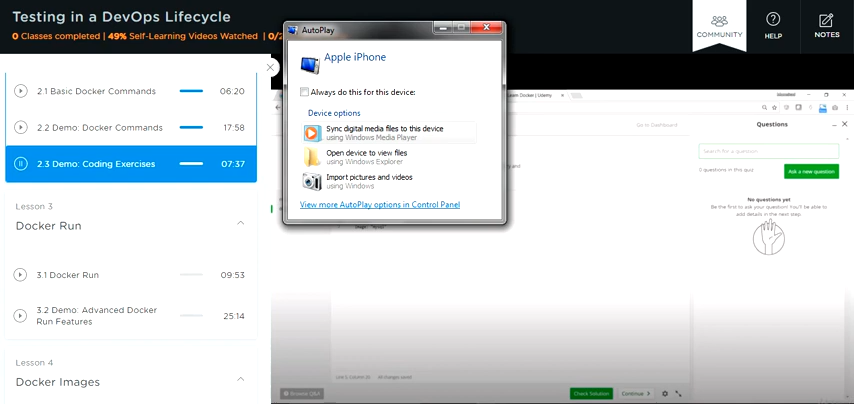 Testing in a DevOps Lifecycle
0 Classes completed | 49% Self-Learning Videos Watched | 0/
COMMUNITY
HELP
NOTES
2.1 Basic Docker Commands 06:20
2.2 Demo: Docker Commands 17:58
2.3 Demo: Coding Exercises 07:37
Lesson 3
Docker Run
3.1 Docker Run 09:53
3.2 Demo: Advanced Docker
Run Features 25:14
Lesson 4
Docker Images
AutoPlay
Apple iPhone
Always do this for this device:
Device options
Sync digital media files to this device
using Windows Media Player
Open device to view files
using Windows Explorer
Import pictures and videos
using Windows
View more AutoPlay options in Control Panel
Docker | Udemy
Go to Dashboard
Questions
Search for a question
0 questions in this quiz
Ask a new question
No questions yet
Be the first to ask your question! You'll be able to
add details in the next step.
Browse Q&A
Check Solution
Continue